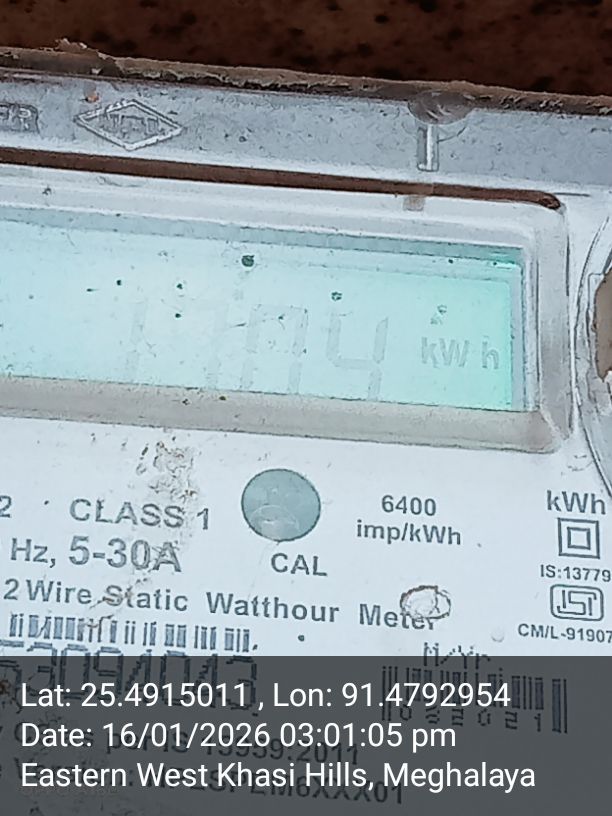 1704 kWh
CLASS 1
6400
imp/kWh
kWh
Hz, 5-30A
CAL
IS:13779
2 Wire Static Watthour Meter
CM/L-91907
M/Yr.
Lat: 25.4915011 , Lon: 91.4792954
Date: 16/01/2026 03:01:05 pm
Eastern West Khasi Hills, Meghalaya